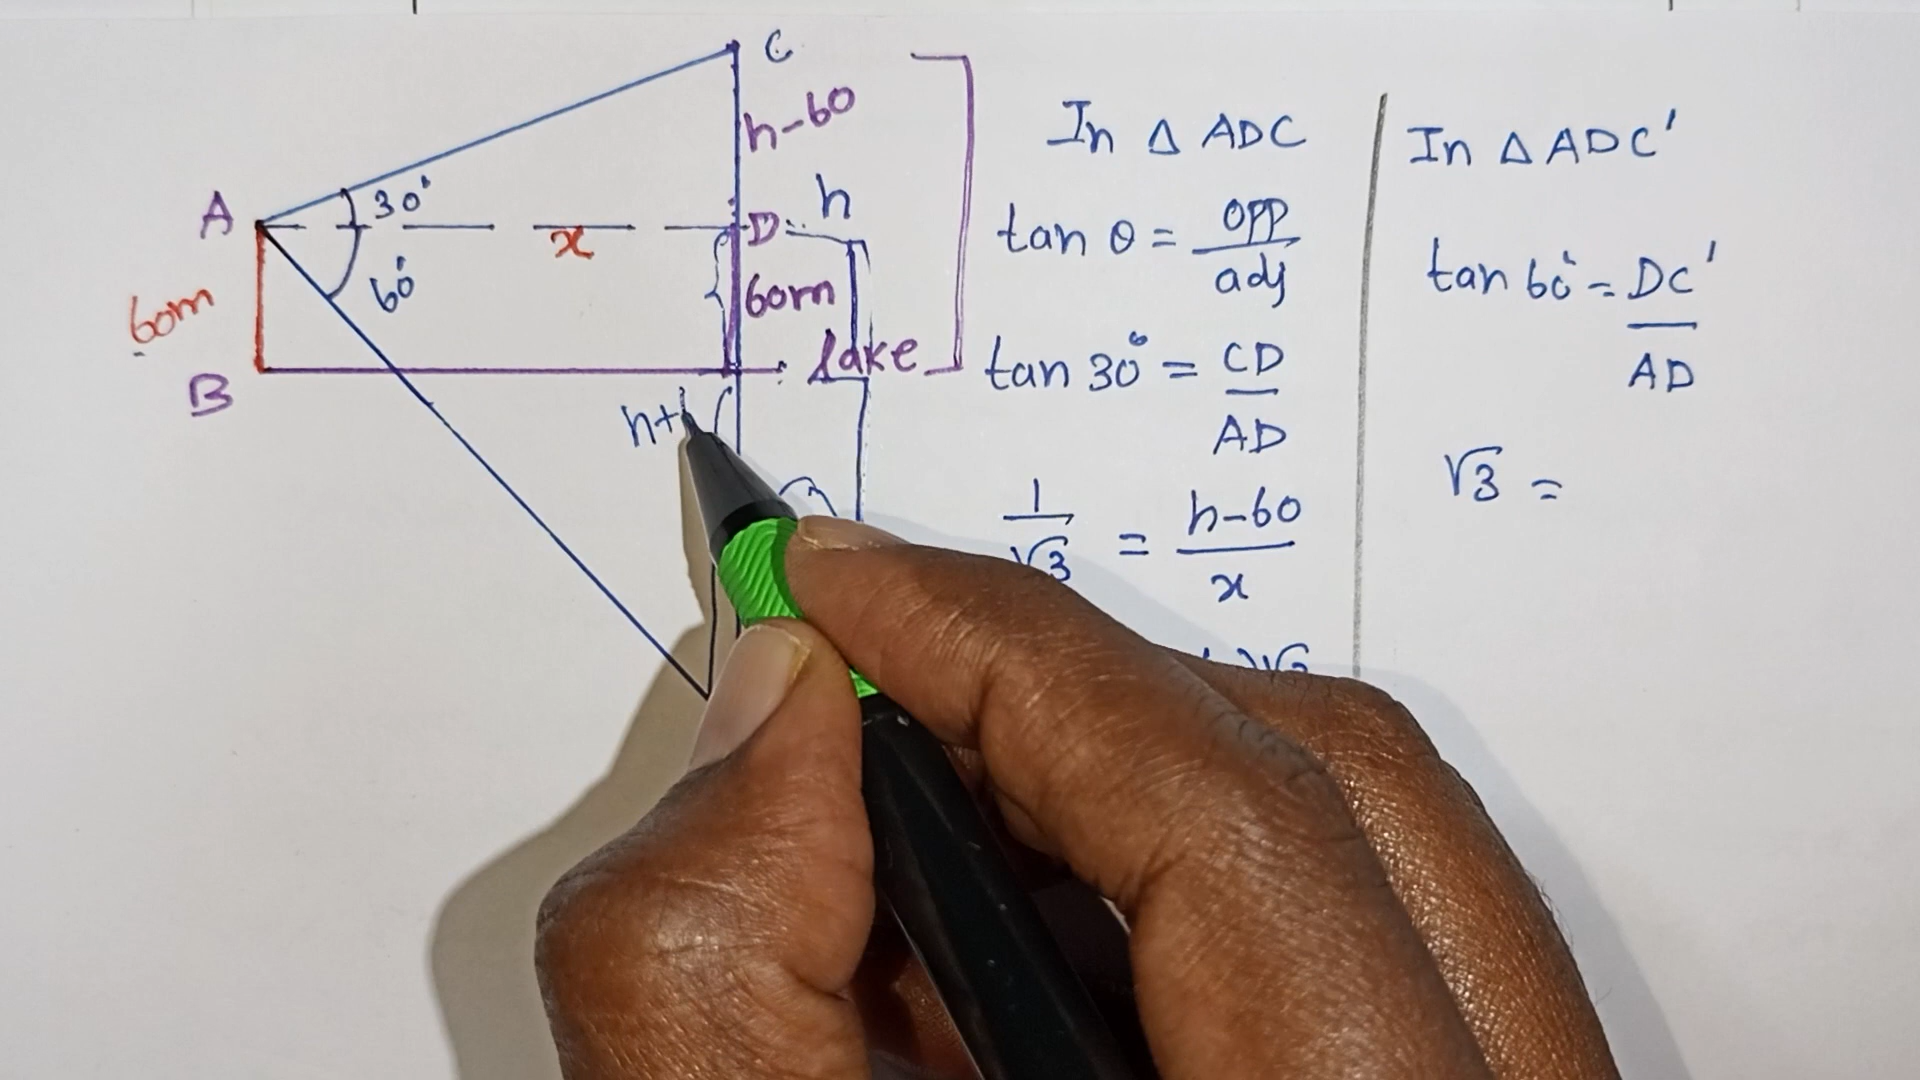 C
h-60
A
30°
D
h
x
60°
60m
60m
B
lake
h+
In Δ ADC
tan θ = opp
adj
tan 30° = CD
AD
1
√3
=
h-60
x
In Δ ADC'
tan 60° = DC'
AD
√3 =